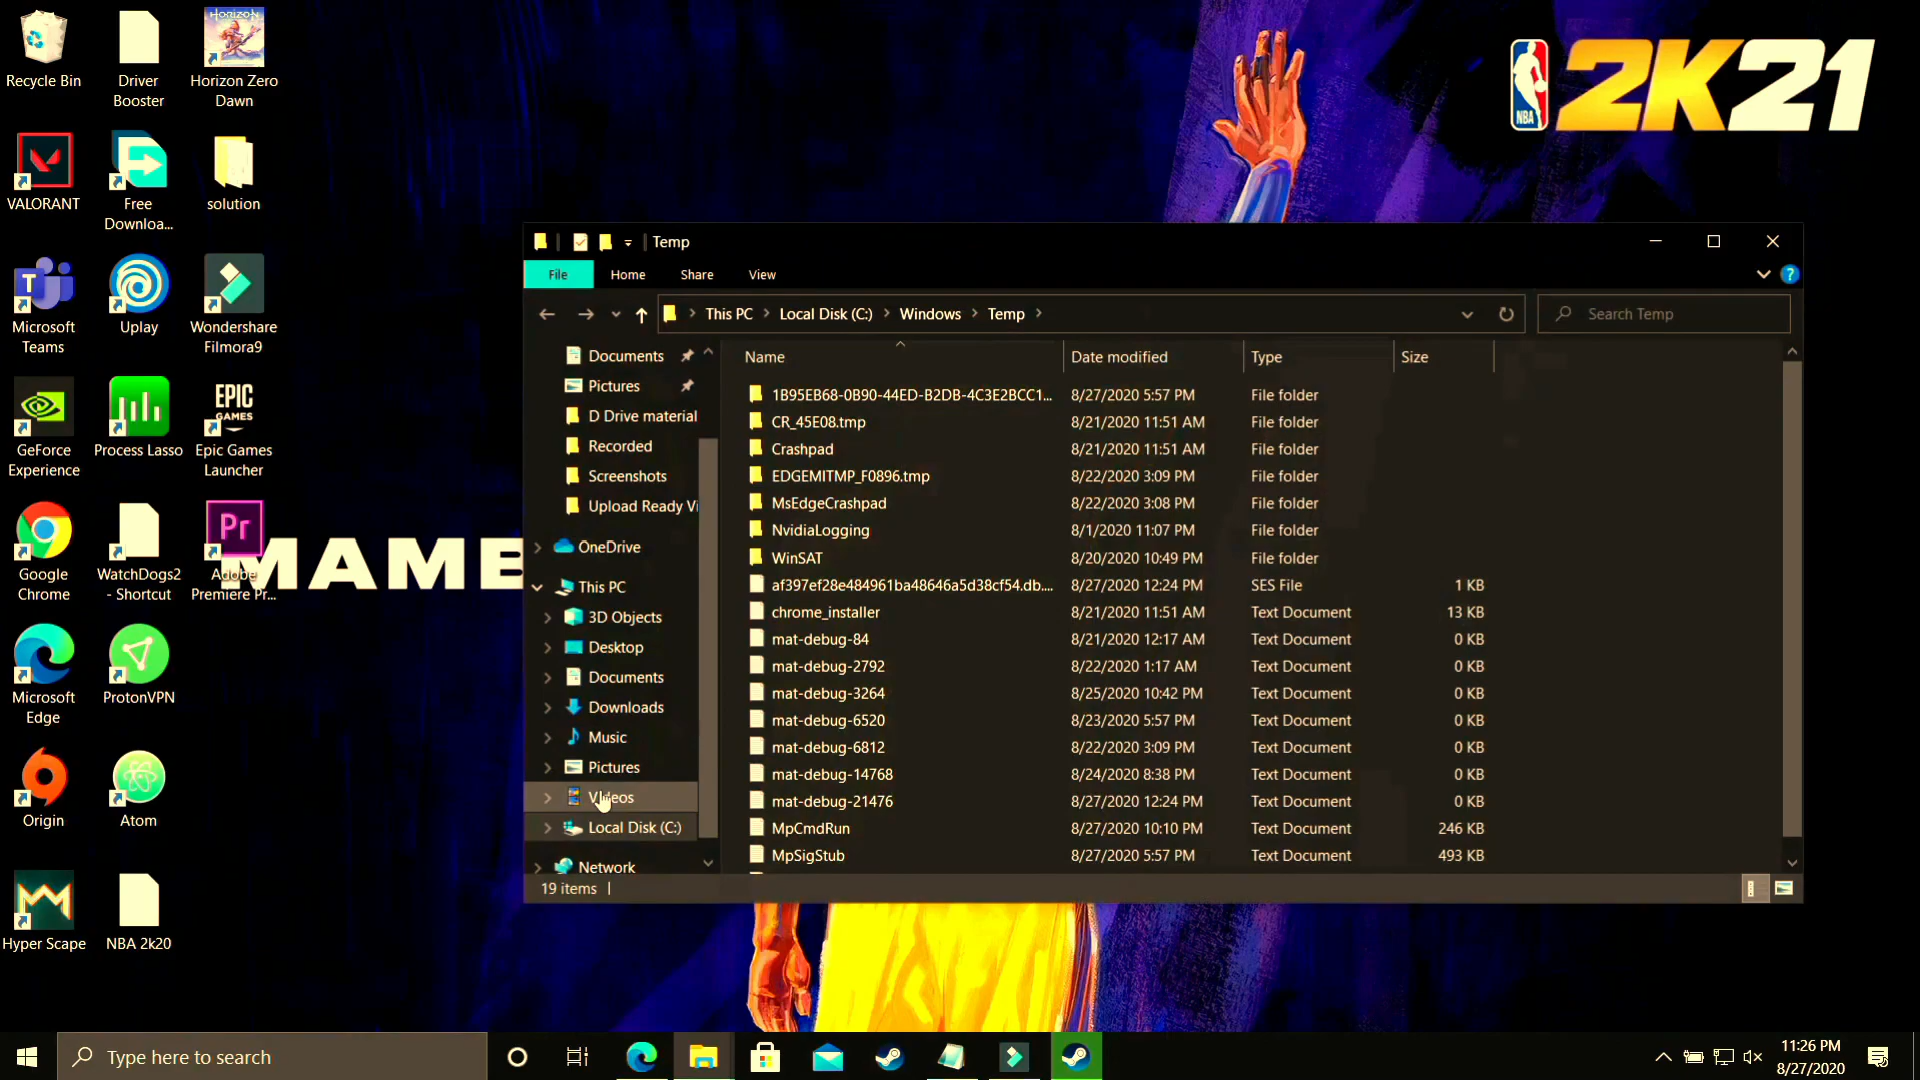 Recycle Bin
Driver
Booster
Horizon Zero
Dawn
HORIZON
VALORANT
Free
Downloa...
solution
Microsoft
Teams
Uplay
Wondershare
Filmora9
GeForce
Experience
Process Lasso
EPIC
GAMES
Epic Games
Launcher
Google
Chrome
WatchDogs2
- Shortcut
Pr
Adobe
Premiere Pr...
Microsoft
Edge
ProtonVPN
Origin
Atom
Hyper Scape
NBA 2k20
MAMB
NBA
2K21
Temp
File
Home
Share
View
This PC
Local Disk (C:)
Windows
Temp
Search Temp
Documents
Pictures
D Drive material
Recorded
Screenshots
Upload Ready Vi
OneDrive
This PC
3D Objects
Desktop
Documents
Downloads
Music
Pictures
Videos
Local Disk (C:)
Network
Name Date modified Type Size
1B95EB68-0B90-44ED-B2DB-4C3E2BCC1... 8/27/2020 5:57 PM File folder
CR_45E08.tmp 8/21/2020 11:51 AM File folder
Crashpad 8/21/2020 11:51 AM File folder
EDGEMITMP_F0896.tmp 8/22/2020 3:09 PM File folder
MsEdgeCrashpad 8/22/2020 3:08 PM File folder
NvidiaLogging 8/1/2020 11:07 PM File folder
WinSAT 8/20/2020 10:49 PM File folder
af397ef28e484961ba48646a5d38cf54.db.... 8/27/2020 12:24 PM SES File 1 KB
chrome_installer 8/21/2020 11:51 AM Text Document 13 KB
mat-debug-84 8/21/2020 12:17 AM Text Document 0 KB
mat-debug-2792 8/22/2020 1:17 AM Text Document 0 KB
mat-debug-3264 8/25/2020 10:42 PM Text Document 0 KB
mat-debug-6520 8/23/2020 5:57 PM Text Document 0 KB
mat-debug-6812 8/22/2020 3:09 PM Text Document 0 KB
mat-debug-14768 8/24/2020 8:38 PM Text Document 0 KB
mat-debug-21476 8/27/2020 12:24 PM Text Document 0 KB
MpCmdRun 8/27/2020 10:10 PM Text Document 246 KB
MpSigStub 8/27/2020 5:57 PM Text Document 493 KB
19 items
Type here to search
11:26 PM
8/27/2020